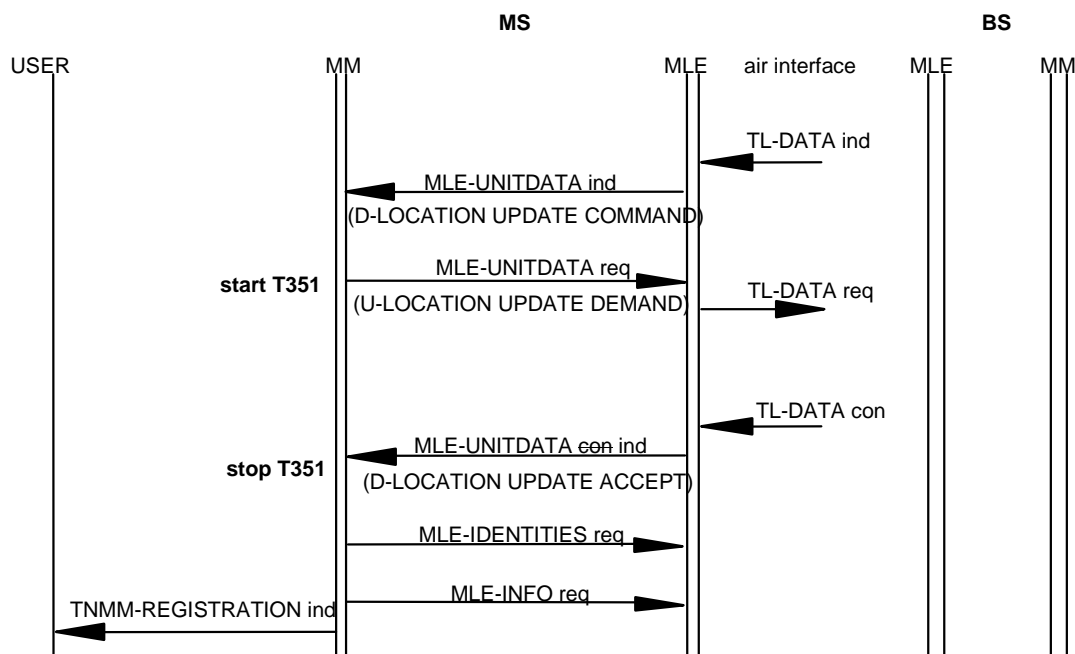 MS BS
USER MM MLE air interface MLE MM
TL-DATA ind
MLE-UNITDATA ind
(D-LOCATION UPDATE COMMAND)
MLE-UNITDATA req
start T351
(U-LOCATION UPDATE DEMAND)
TL-DATA req
TL-DATA con
MLE-UNITDATA con ind
stop T351
(D-LOCATION UPDATE ACCEPT)
MLE-IDENTITIES req
MLE-INFO req
TNMM-REGISTRATION ind